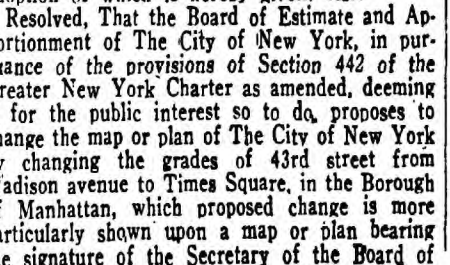 Resolved, That the Board of Estimate and Ap-
ortionment of The City of New York, in pur-
uance of the provisions of Section 442 of the
reater New York Charter as amended, deeming
for the public interest so to do, proposes to
hange the map or plan of The City of New York
y changing the grades of 43rd street from
adison avenue to Times Square, in the Borough
f Manhattan, which proposed change is more
articularly shown upon a map or plan bearing
e signature of the Secretary of the Board of